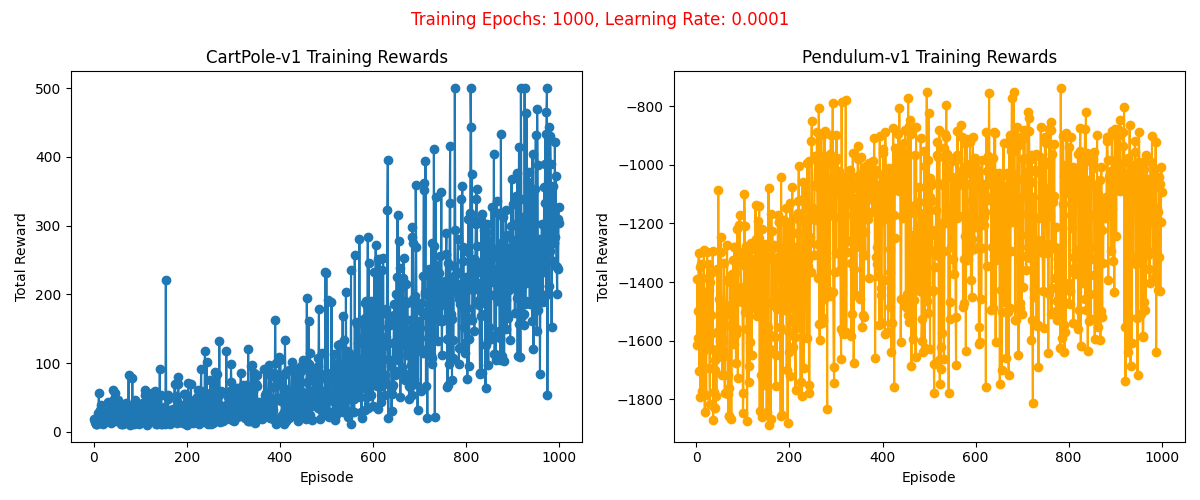 Training Epochs: 1000, Learning Rate: 0.0001
CartPole-v1 Training Rewards
500
400
300
200
100
0
Total Reward
0 200 400 600 800 1000
Episode
Pendulum-v1 Training Rewards
−800
−1000
−1200
−1400
−1600
−1800
Total Reward
0 200 400 600 800 1000
Episode